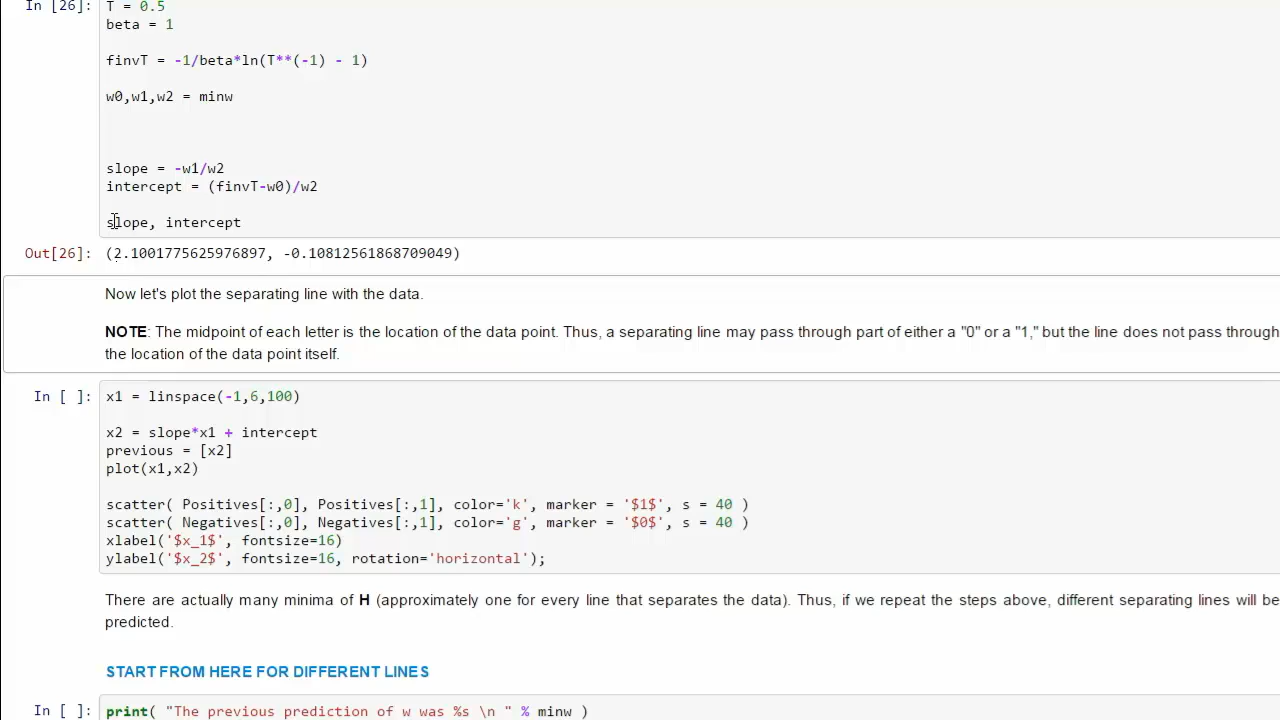 In [26]: T = 0.5
beta = 1
finvT = -1/beta*ln(T**(-1) - 1)
w0,w1,w2 = minw
slope = -w1/w2
intercept = (finvT-w0)/w2
slope, intercept
Out[26]: (2.1001775625976897, -0.10812561868709049)
Now let's plot the separating line with the data.
NOTE: The midpoint of each letter is the location of the data point. Thus, a separating line may pass through part of either a "0" or a "1," but the line does not pass through
the location of the data point itself.
In [ ]: x1 = linspace(-1,6,100)
x2 = slope*x1 + intercept
previous = [x2]
plot(x1,x2)
scatter( Positives[:,0], Positives[:,1], color='k', marker = '$1$', s = 40 )
scatter( Negatives[:,0], Negatives[:,1], color='g', marker = '$0$', s = 40 )
xlabel('$x_1$', fontsize=16)
ylabel('$x_2$', fontsize=16, rotation='horizontal');
There are actually many minima of H (approximately one for every line that separates the data). Thus, if we repeat the steps above, different separating lines will be
predicted.
START FROM HERE FOR DIFFERENT LINES
In [ ]: print( "The previous prediction of w was %s \n " % minw )